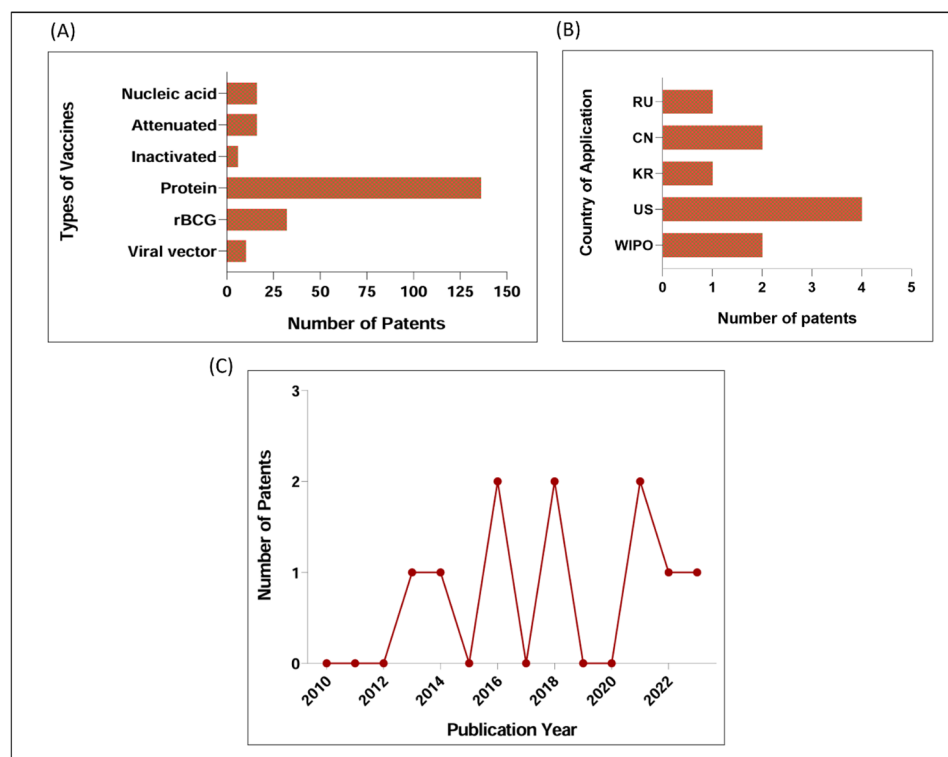 (A)
Types of Vaccines
Nucleic acid
Attenuated
Inactivated
Protein
rBCG
Viral vector
0 25 50 75 100 125 150
Number of Patents
(B)
Country of Application
RU
CN
KR
US
WIPO
0 1 2 3 4 5
Number of patents
(C)
Number of Patents
3
2
1
0
2010 2012 2014 2016 2018 2020 2022
Publication Year